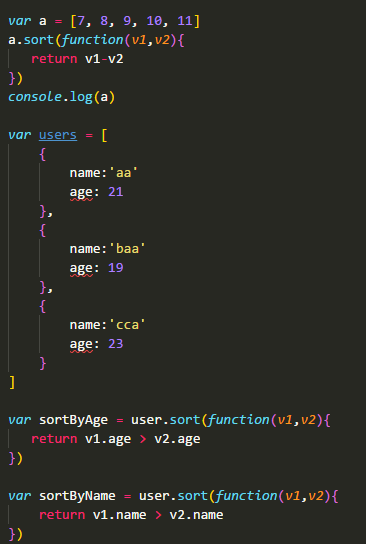 var a = [7, 8, 9, 10, 11]
a.sort(function(v1,v2){
return v1-v2
})
console.log(a)
var users = [
{
name:'aa'
age: 21
},
{
name:'baa'
age: 19
},
{
name:'cca'
age: 23
}
]
var sortByAge = user.sort(function(v1,v2){
return v1.age > v2.age
})
var sortByName = user.sort(function(v1,v2){
return v1.name > v2.name
})